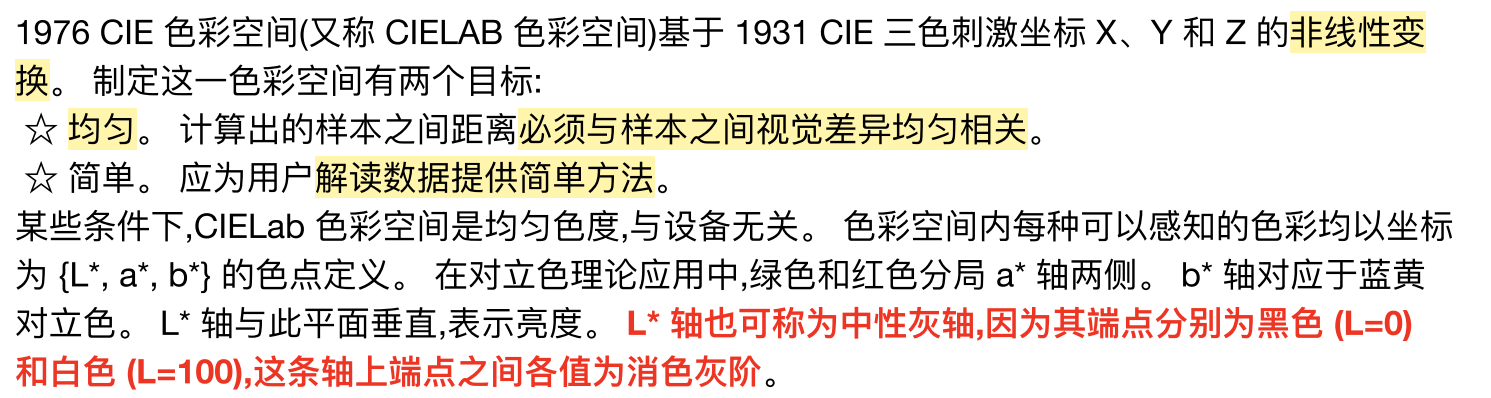 1976 CIE 色彩空间(又称 CIELAB 色彩空间)基于 1931 CIE 三色刺激坐标 X、Y 和 Z 的非线性变
换。 制定这一色彩空间有两个目标:
☆ 均匀。 计算出的样本之间距离必须与样本之间视觉差异均匀相关。
☆ 简单。 应为用户解读数据提供简单方法。
某些条件下,CIELab 色彩空间是均匀色度,与设备无关。 色彩空间内每种可以感知的色彩均以坐标
为 {L*, a*, b*} 的色点定义。 在对立色理论应用中,绿色和红色分局 a* 轴两侧。 b* 轴对应于蓝黄
对立色。 L* 轴与此平面垂直,表示亮度。 L* 轴也可称为中性灰轴,因为其端点分别为黑色 (L=0)
和白色 (L=100),这条轴上端点之间各值为消色灰阶。